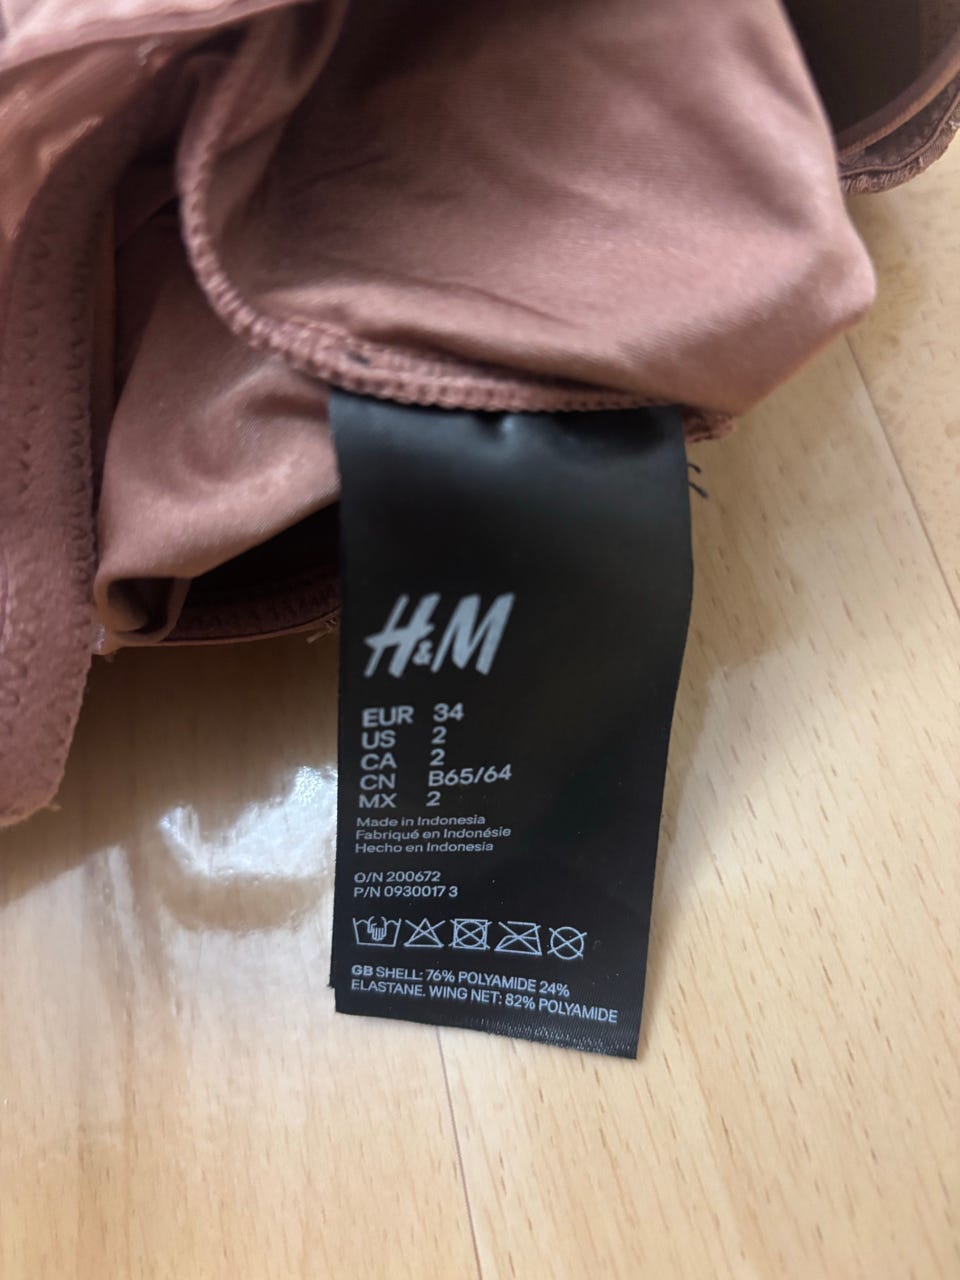 H&M
EUR 34
US 2
CA 2
CN B65/64
MX 2
Made in Indonesia
Fabriqué en Indonésie
Hecho en Indonesia
O/N 200672
P/N 0930017 3
GB SHELL: 76% POLYAMIDE 24%
ELASTANE. WING NET: 82% POLYAMIDE